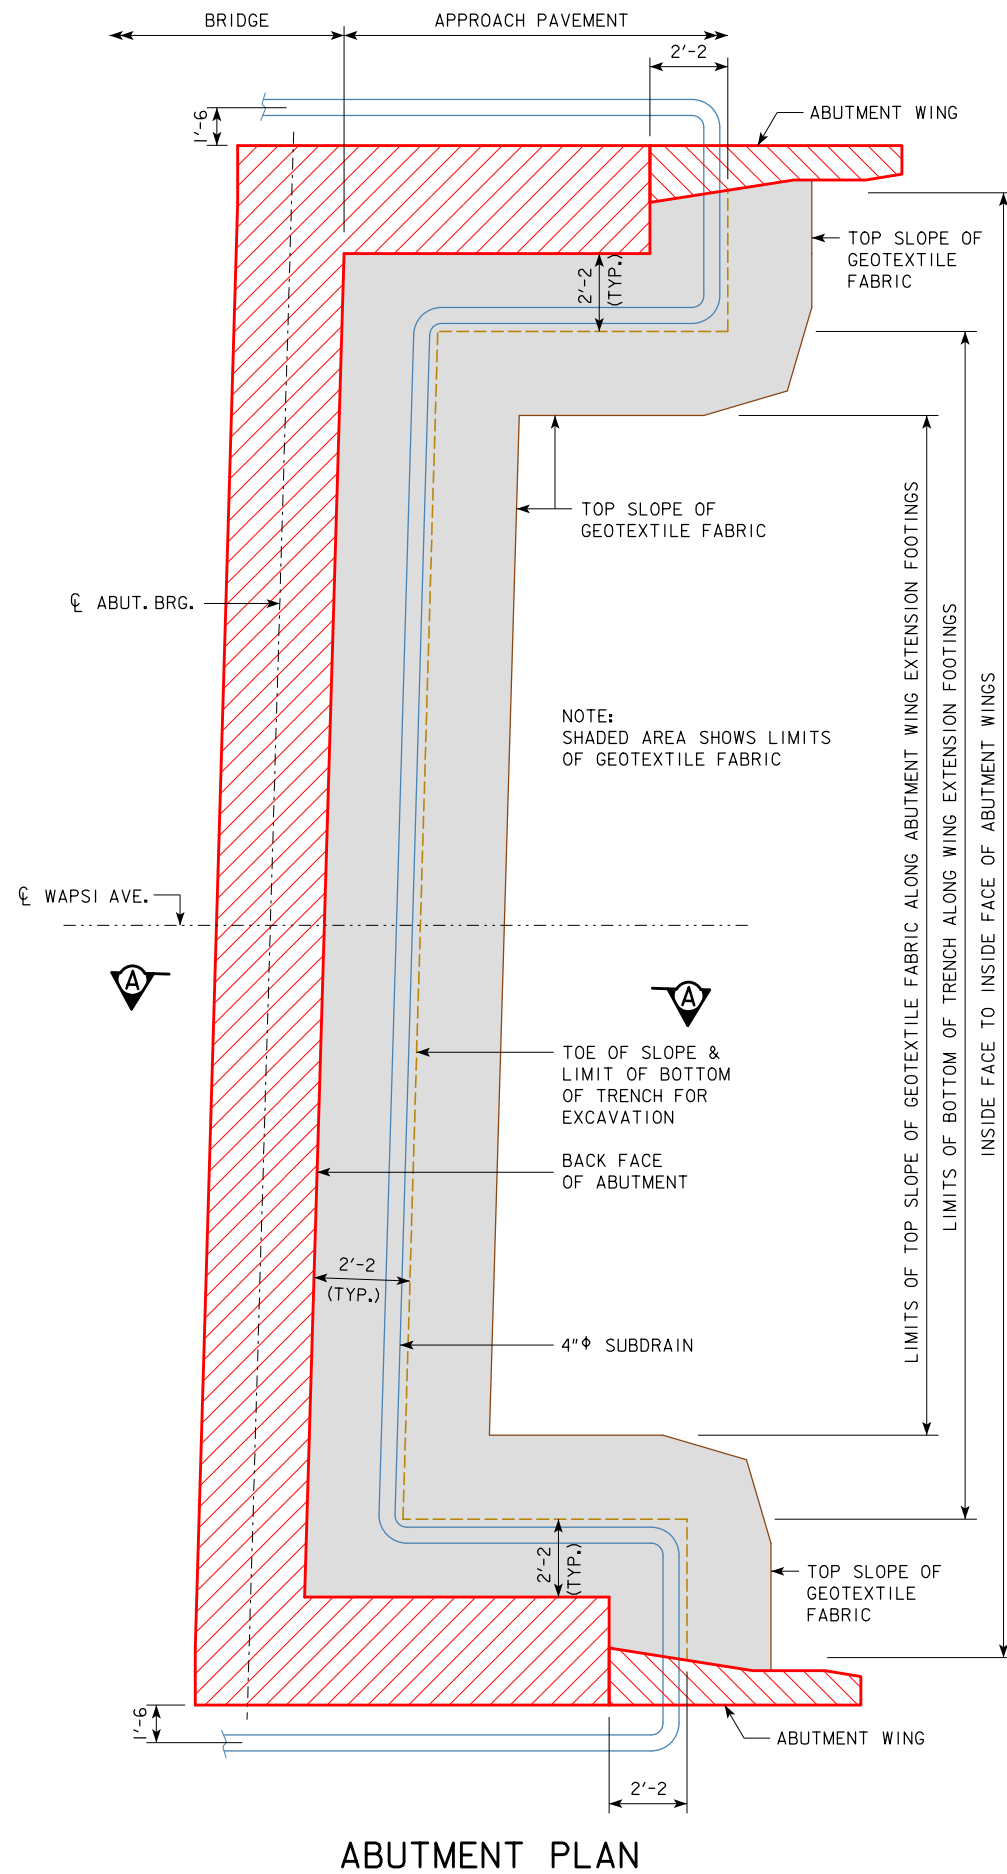 BRIDGE
APPROACH PAVEMENT
2'-2
1'-6
ABUTMENT WING
TOP SLOPE OF
GEOTEXTILE
FABRIC
2'-2
(TYP.)
TOP SLOPE OF
GEOTEXTILE FABRIC
℄ ABUT. BRG.
NOTE:
SHADED AREA SHOWS LIMITS
OF GEOTEXTILE FABRIC
LIMITS OF TOP SLOPE OF GEOTEXTILE FABRIC ALONG ABUTMENT WING EXTENSION FOOTINGS
LIMITS OF BOTTOM OF TRENCH ALONG WING EXTENSION FOOTINGS
INSIDE FACE TO INSIDE FACE OF ABUTMENT WINGS
℄ WAPSI AVE.
A
A
TOE OF SLOPE &
LIMIT OF BOTTOM
OF TRENCH FOR
EXCAVATION
BACK FACE
OF ABUTMENT
2'-2
(TYP.)
4"ϕ SUBDRAIN
2'-2
(TYP.)
TOP SLOPE OF
GEOTEXTILE
FABRIC
1'-6
ABUTMENT WING
2'-2
ABUTMENT PLAN